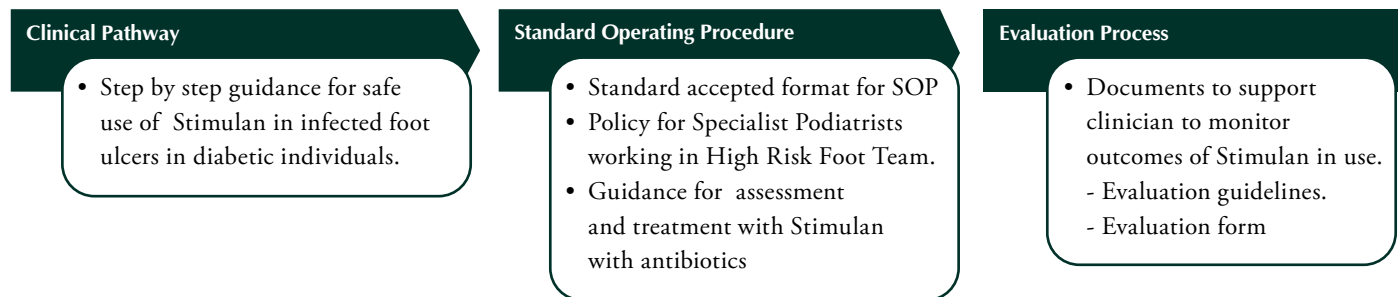 Clinical Pathway
• Step by step guidance for safe
use of Stimulan in infected foot
ulcers in diabetic individuals.
Standard Operating Procedure
• Standard accepted format for SOP
• Policy for Specialist Podiatrists
working in High Risk Foot Team.
• Guidance for assessment
and treatment with Stimulan
with antibiotics
Evaluation Process
• Documents to support
clinician to monitor
outcomes of Stimulan in use.
- Evaluation guidelines.
- Evaluation form